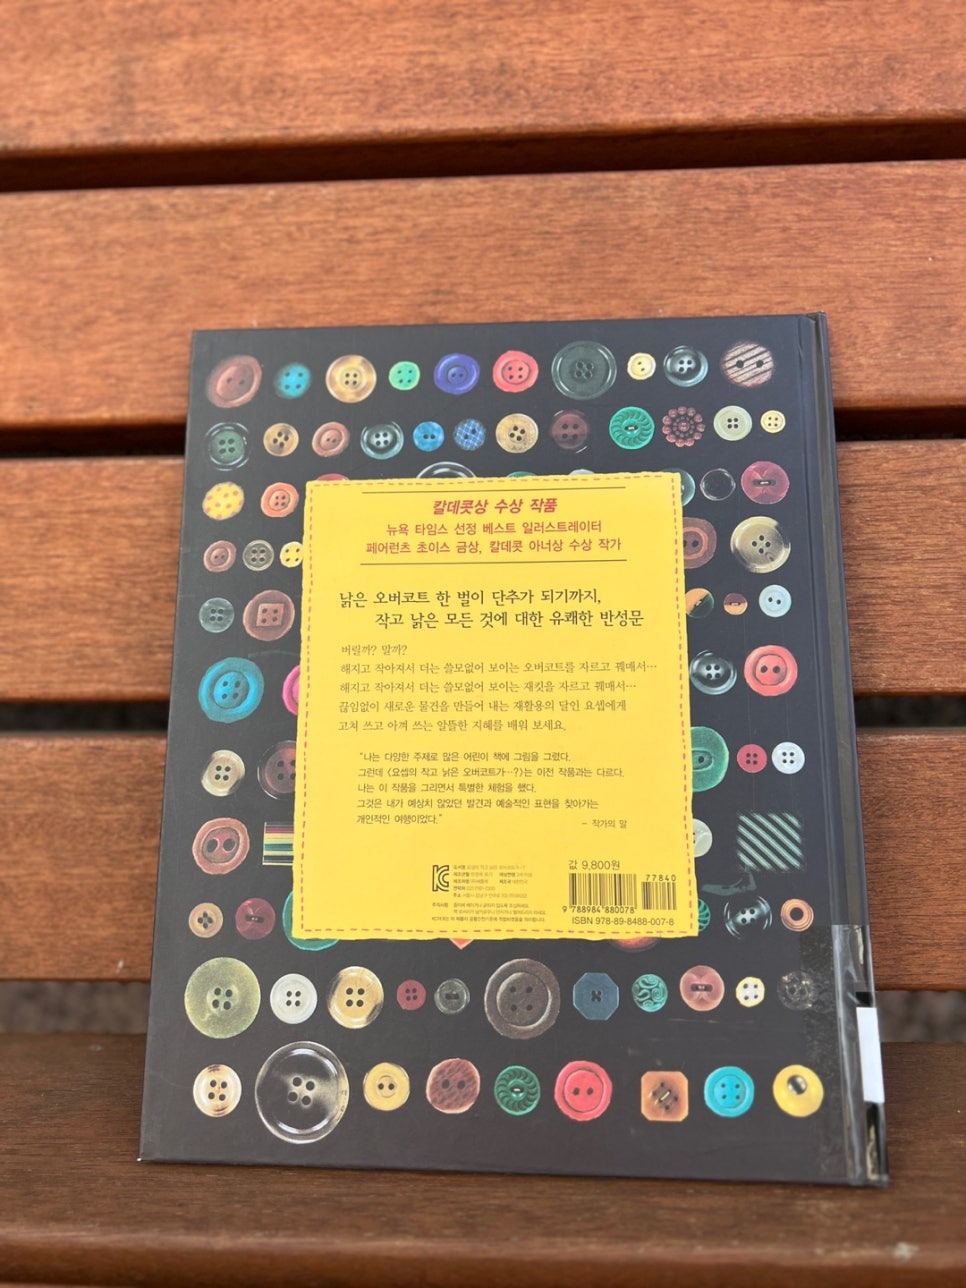 칼데콧상 수상 작품
뉴욕 타임스 선정 베스트 일러스트레이터
페어런츠 초이스 금상, 칼데콧 아너상 수상 작가
낡은 오버코트 한 벌이 단추가 되기까지,
작고 낡은 모든 것에 대한 유쾌한 반성문
버릴까? 말까?
해지고 작아져서 더는 쓸모없어 보이는 오버코트를 자르고 꿰매서…
해지고 작아져서 더는 쓸모없어 보이는 재킷을 자르고 꿰매서…
끊임없이 새로운 물건을 만들어 내는 재활용의 달인 요셉에게
고쳐 쓰고 아껴 쓰는 알뜰한 지혜를 배워 보세요.
“나는 다양한 주제로 많은 어린이 책에 그림을 그렸다.
그런데 〈요셉의 작고 낡은 오버코트가…?〉는 이전 작품과는 다르다.
나는 이 작품을 그리면서 특별한 체험을 했다.
그것은 내가 예상치 않았던 발견과 예술적인 표현을 찾아가는
개인적인 여행이었다.”
– 작가의 말
값 9,800원
77840
9 788984 880078
ISBN 978-89-8488-007-8